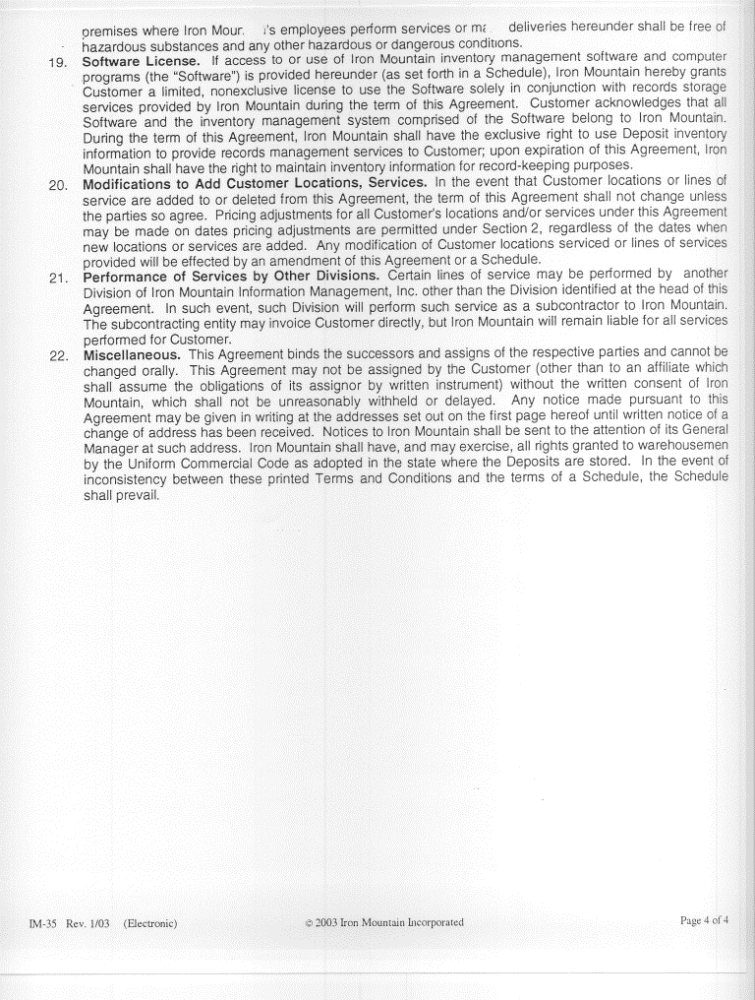 premises where Iron Moun 's employees perform services or ma deliveries hereunder shall be free of
hazardous substances and any other hazardous or dangerous conditions.
19. Software License. If access to or use of Iron Mountain inventory management software and computer
programs (the "Software") is provided hereunder (as set forth in a Schedule), Iron Mountain hereby grants
Customer a limited, nonexclusive license to use the Software solely in conjunction with records storage
services provided by Iron Mountain during the term of this Agreement. Customer acknowledges that all
Software and the inventory management system comprised of the Software belong to Iron Mountain.
During the term of this Agreement, Iron Mountain shall have the exclusive right to use Deposit inventory
information to provide records management services to Customer; upon expiration of this Agreement, Iron
Mountain shall have the right to maintain inventory information for record-keeping purposes.
20. Modifications to Add Customer Locations, Services. In the event that Customer locations or lines of
service are added to or deleted from this Agreement, the term of this Agreement shall not change unless
the parties so agree. Pricing adjustments for all Customer's locations and/or services under this Agreement
may be made on dates pricing adjustments are permitted under Section 2, regardless of the dates when
new locations or services are added. Any modification of Customer locations serviced or lines of services
provided will be effected by an amendment of this Agreement or a Schedule.
21. Performance of Services by Other Divisions. Certain lines of service may be performed by another
Division of Iron Mountain Information Management, Inc. other than the Division identified at the head of this
Agreement. In such event, such Division will perform such service as a subcontractor to Iron Mountain.
The subcontracting entity may invoice Customer directly, but Iron Mountain will remain liable for all services
performed for Customer.
22. Miscellaneous. This Agreement binds the successors and assigns of the respective parties and cannot be
changed orally. This Agreement may not be assigned by the Customer (other than to an affiliate which
shall assume the obligations of its assignor by written instrument) without the written consent of Iron
Mountain, which shall not be unreasonably withheld or delayed. Any notice made pursuant to this
Agreement may be given in writing at the addresses set out on the first page hereof until written notice of a
change of address has been received. Notices to Iron Mountain shall be sent to the attention of its General
Manager at such address. Iron Mountain shall have, and may exercise, all rights granted to warehousemen
by the Uniform Commercial Code as adopted in the state where the Deposits are stored. In the event of
inconsistency between these printed Terms and Conditions and the terms of a Schedule, the Schedule
shall prevail.
IM-35 Rev. 1/03 (Electronic) © 2003 Iron Mountain Incorporated Page 4 of 4